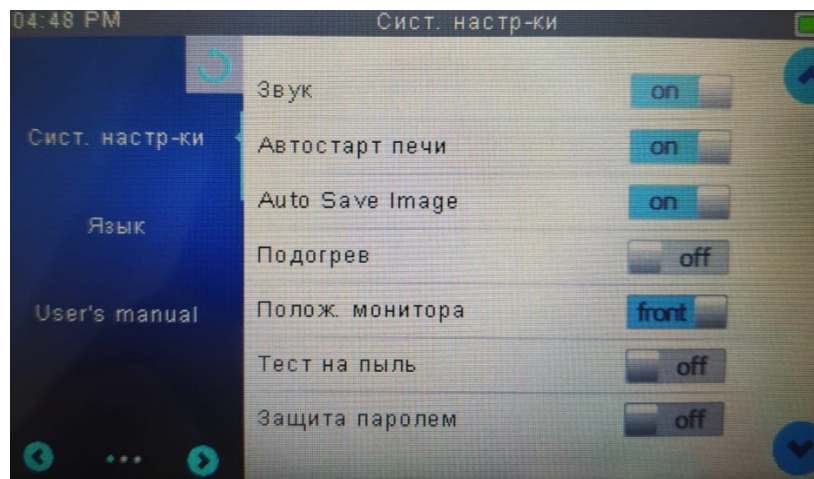 04:48 PM
Сист. настр-ки
Звук
on
Сист. настр-ки
Автостарт печи
on
Auto Save Image
on
Язык
Подогрев
off
User's manual
Полож. монитора
front
Тест на пыль
off
Защита паролем
off